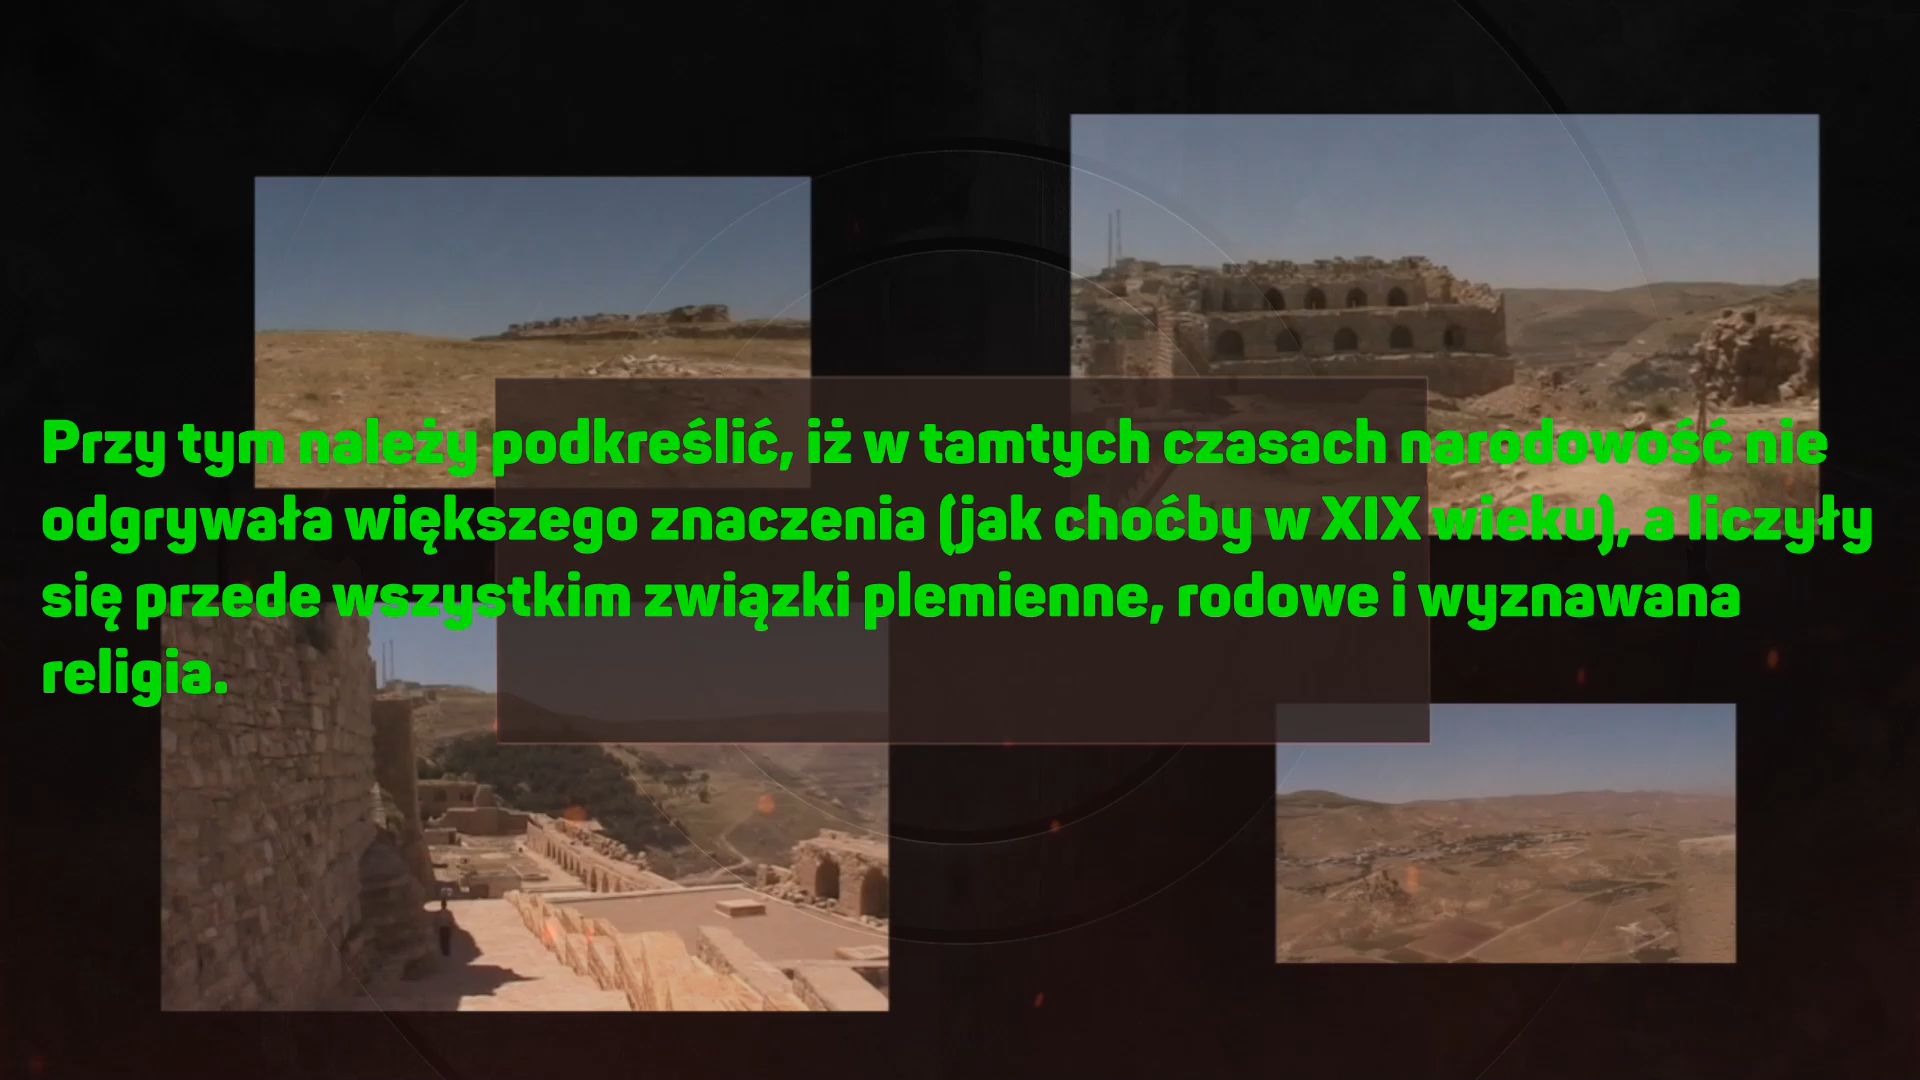 Przy tym należy podkreślić, iż w tamtych czasach narodowość nie
odgrywała większego znaczenia (jak choćby w XIX wieku), a liczyły
się przede wszystkim związki plemienne, rodowe i wyznawana
religia.